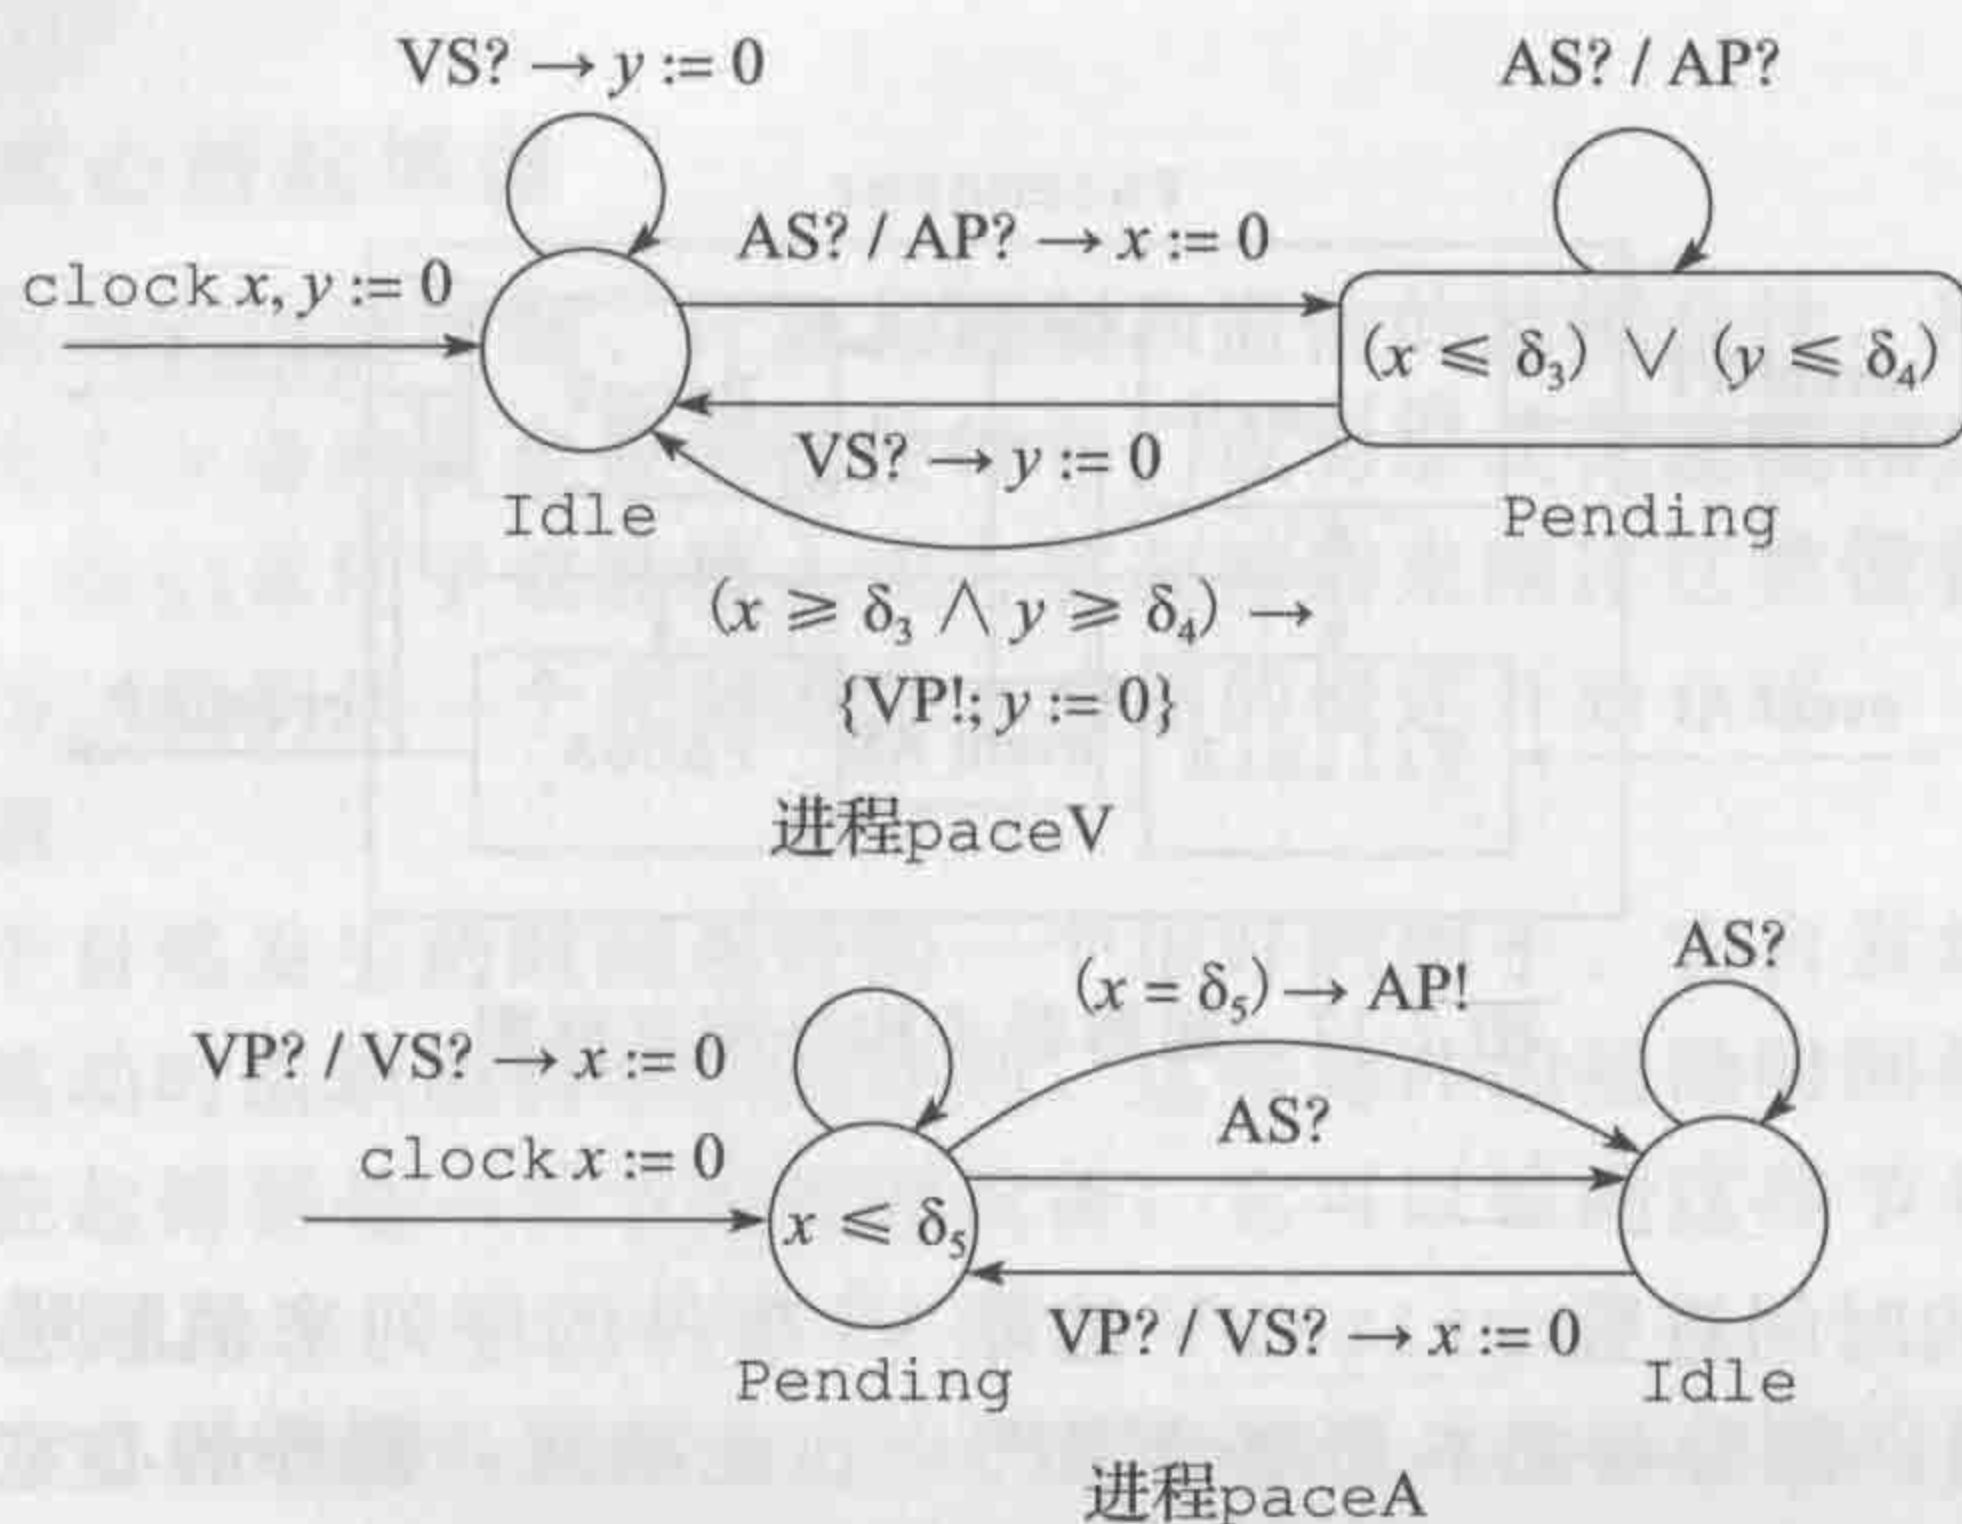 VS? → y := 0
AS? / AP?
AS? / AP? → x := 0
clock x, y := 0
(x ⩽ δ₃) ∨ (y ⩽ δ₄)
VS? → y := 0
Idle
Pending
(x ⩾ δ₃ ∧ y ⩾ δ₄) →
{VP!; y := 0}
进程paceV
AS?
(x = δ₅) → AP!
VP? / VS? → x := 0
AS?
clock x := 0
x ⩽ δ₅
VP? / VS? → x := 0
Pending
Idle
进程paceA